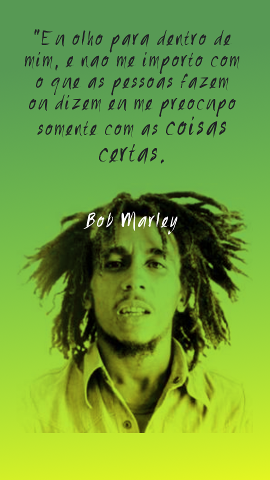 "Eu olho para dentro de
mim, e nao me importo com
o que as pessoas fazem
ou dizem eu me preocupo
somente com as coisas
certas.
Bob Marley